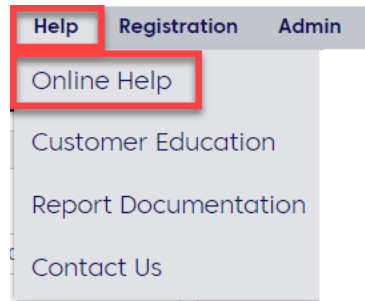 Help Registration Admin
Online Help
Customer Education
Report Documentation
Contact Us